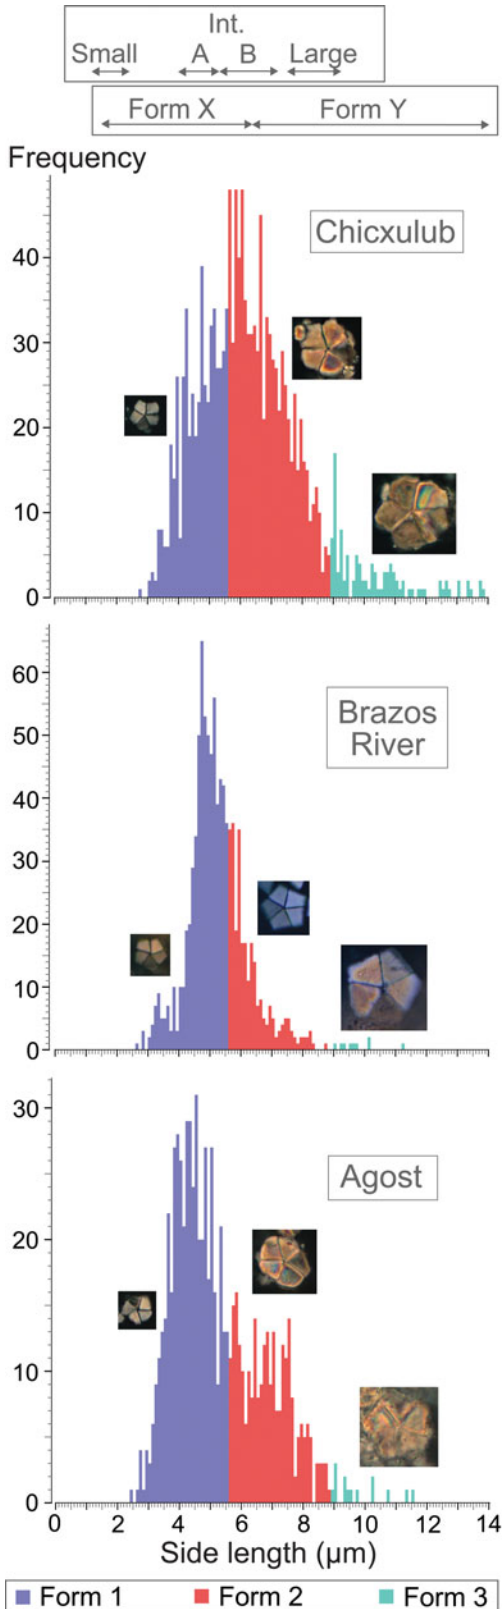 Int.
Small A B Large
Form X Form Y
Frequency
Chicxulub
40
30
20
10
0
Brazos
River
60
50
40
30
20
10
0
Agost
30
20
10
0
0 2 4 6 8 10 12 14
Side length (µm)
Form 1 Form 2 Form 3